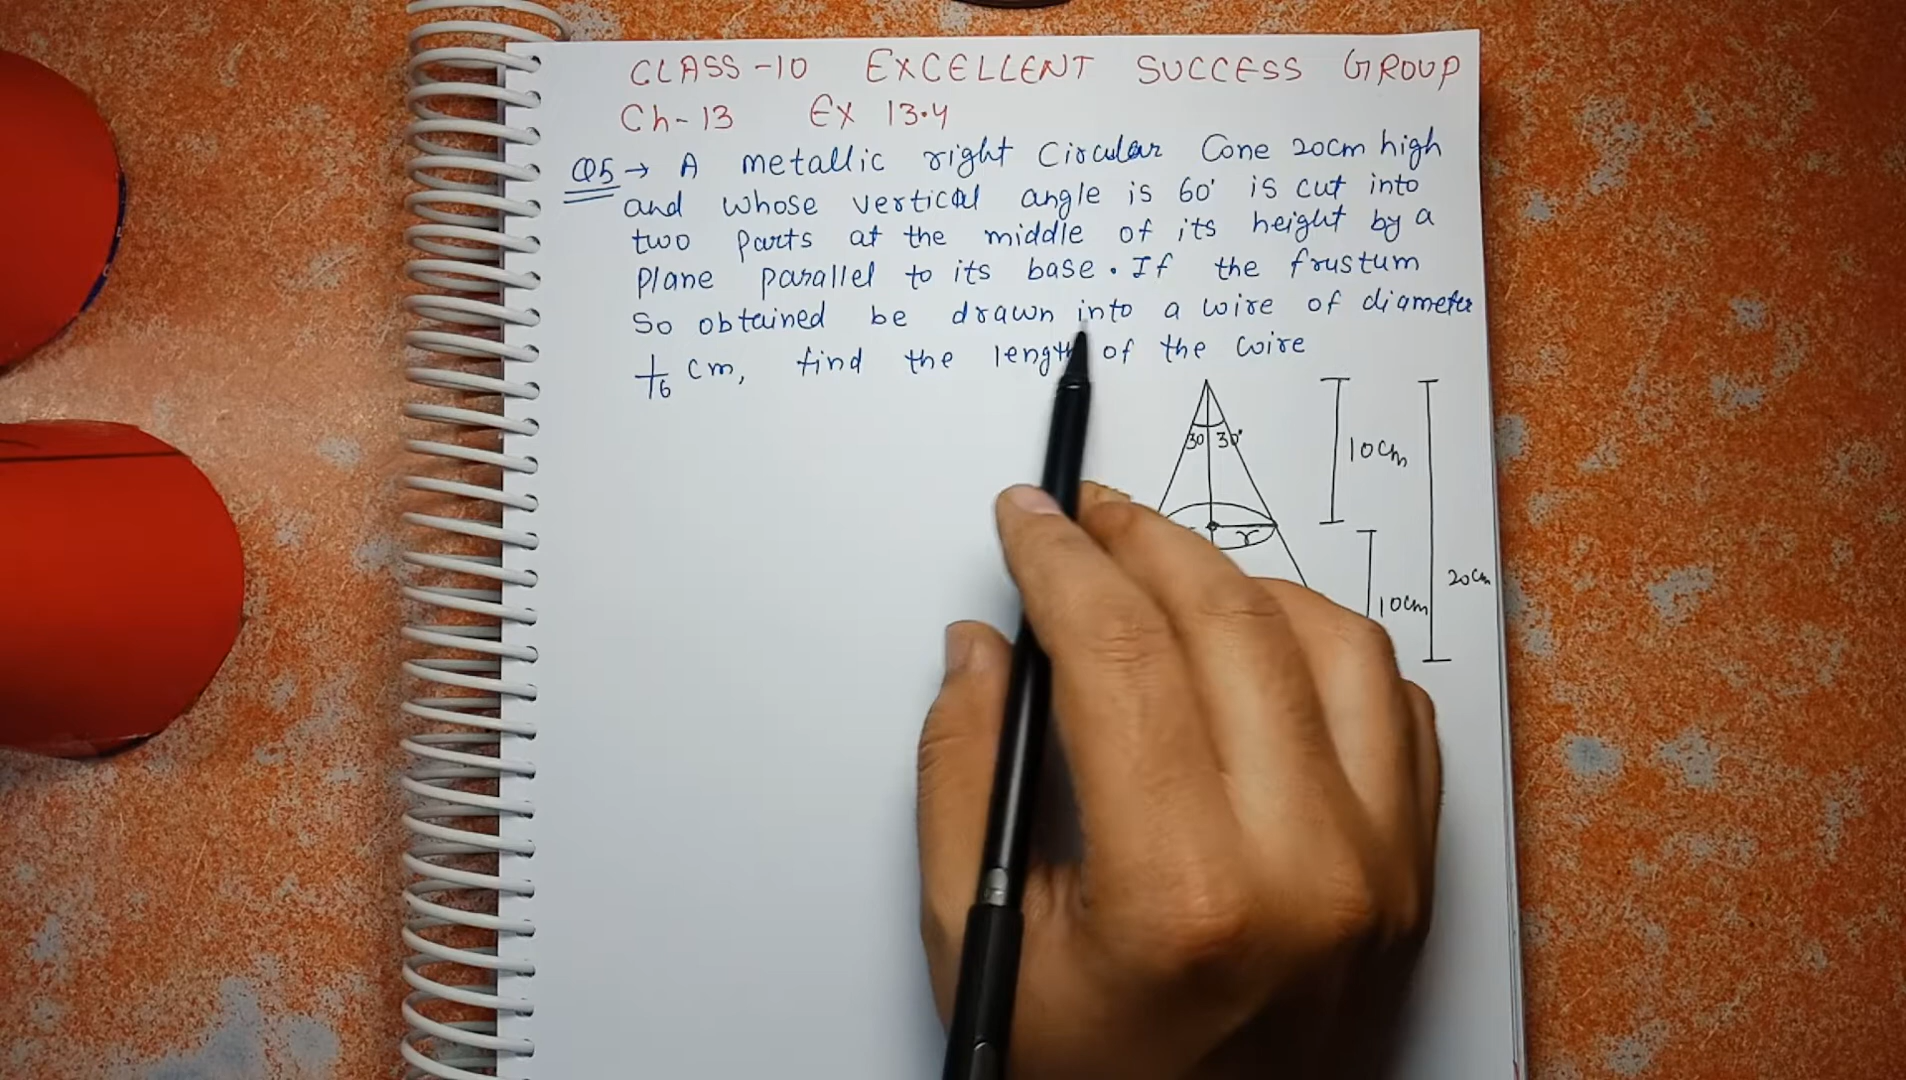 CLASS-10 EXCELLENT SUCCESS GROUP
Ch-13 EX 13.4
Q5→ A metallic right Circular Cone 20cm high
and whose vertical angle is 60° is cut into
two parts at the middle of its height by a
plane parallel to its base. If the frustum
So obtained be drawn into a wire of diameter
1/16 cm, find the length of the wire
30 30°
10cm
r
20cm
10cm